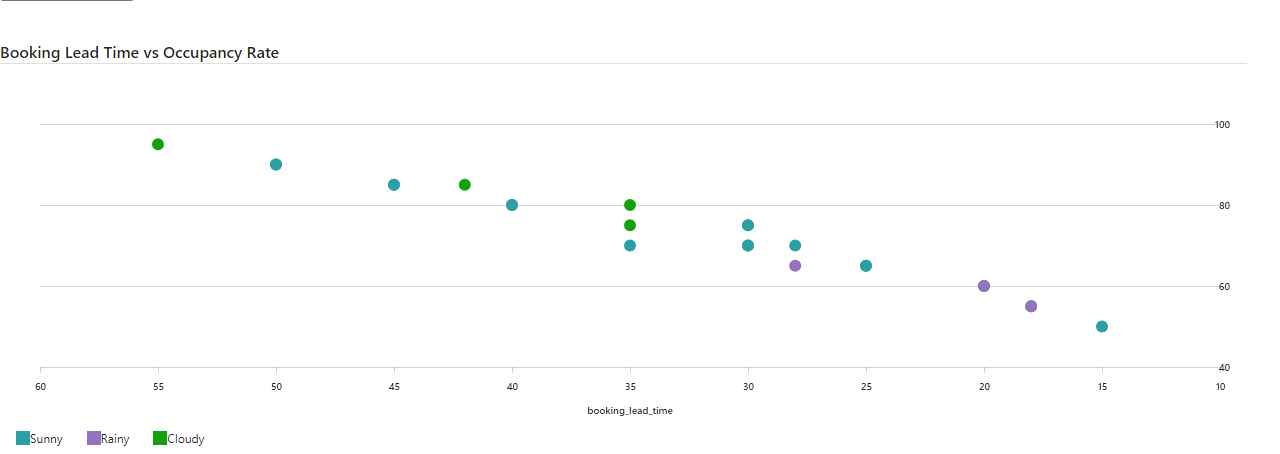 Booking Lead Time vs Occupancy Rate
100
80
60
40
60 55 50 45 40 35 30 25 20 15 10
booking_lead_time
Sunny Rainy Cloudy